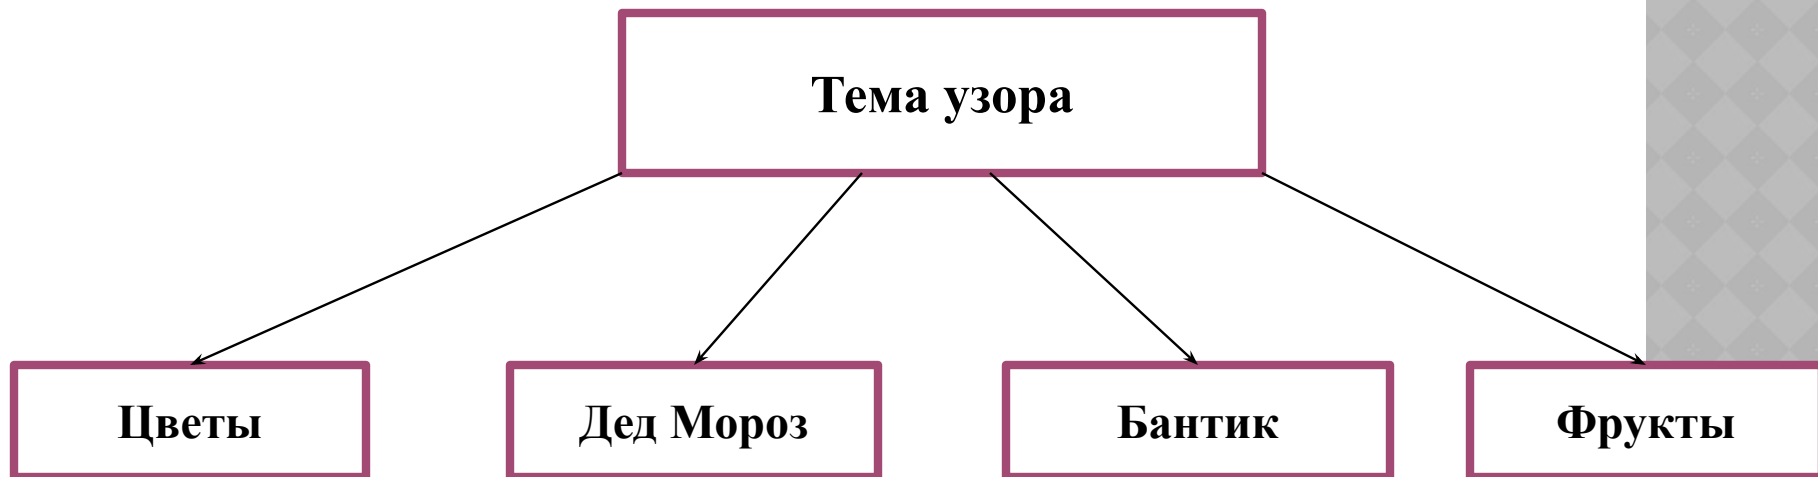 Тема узора
Цветы
Дед Мороз
Бантик
Фрукты